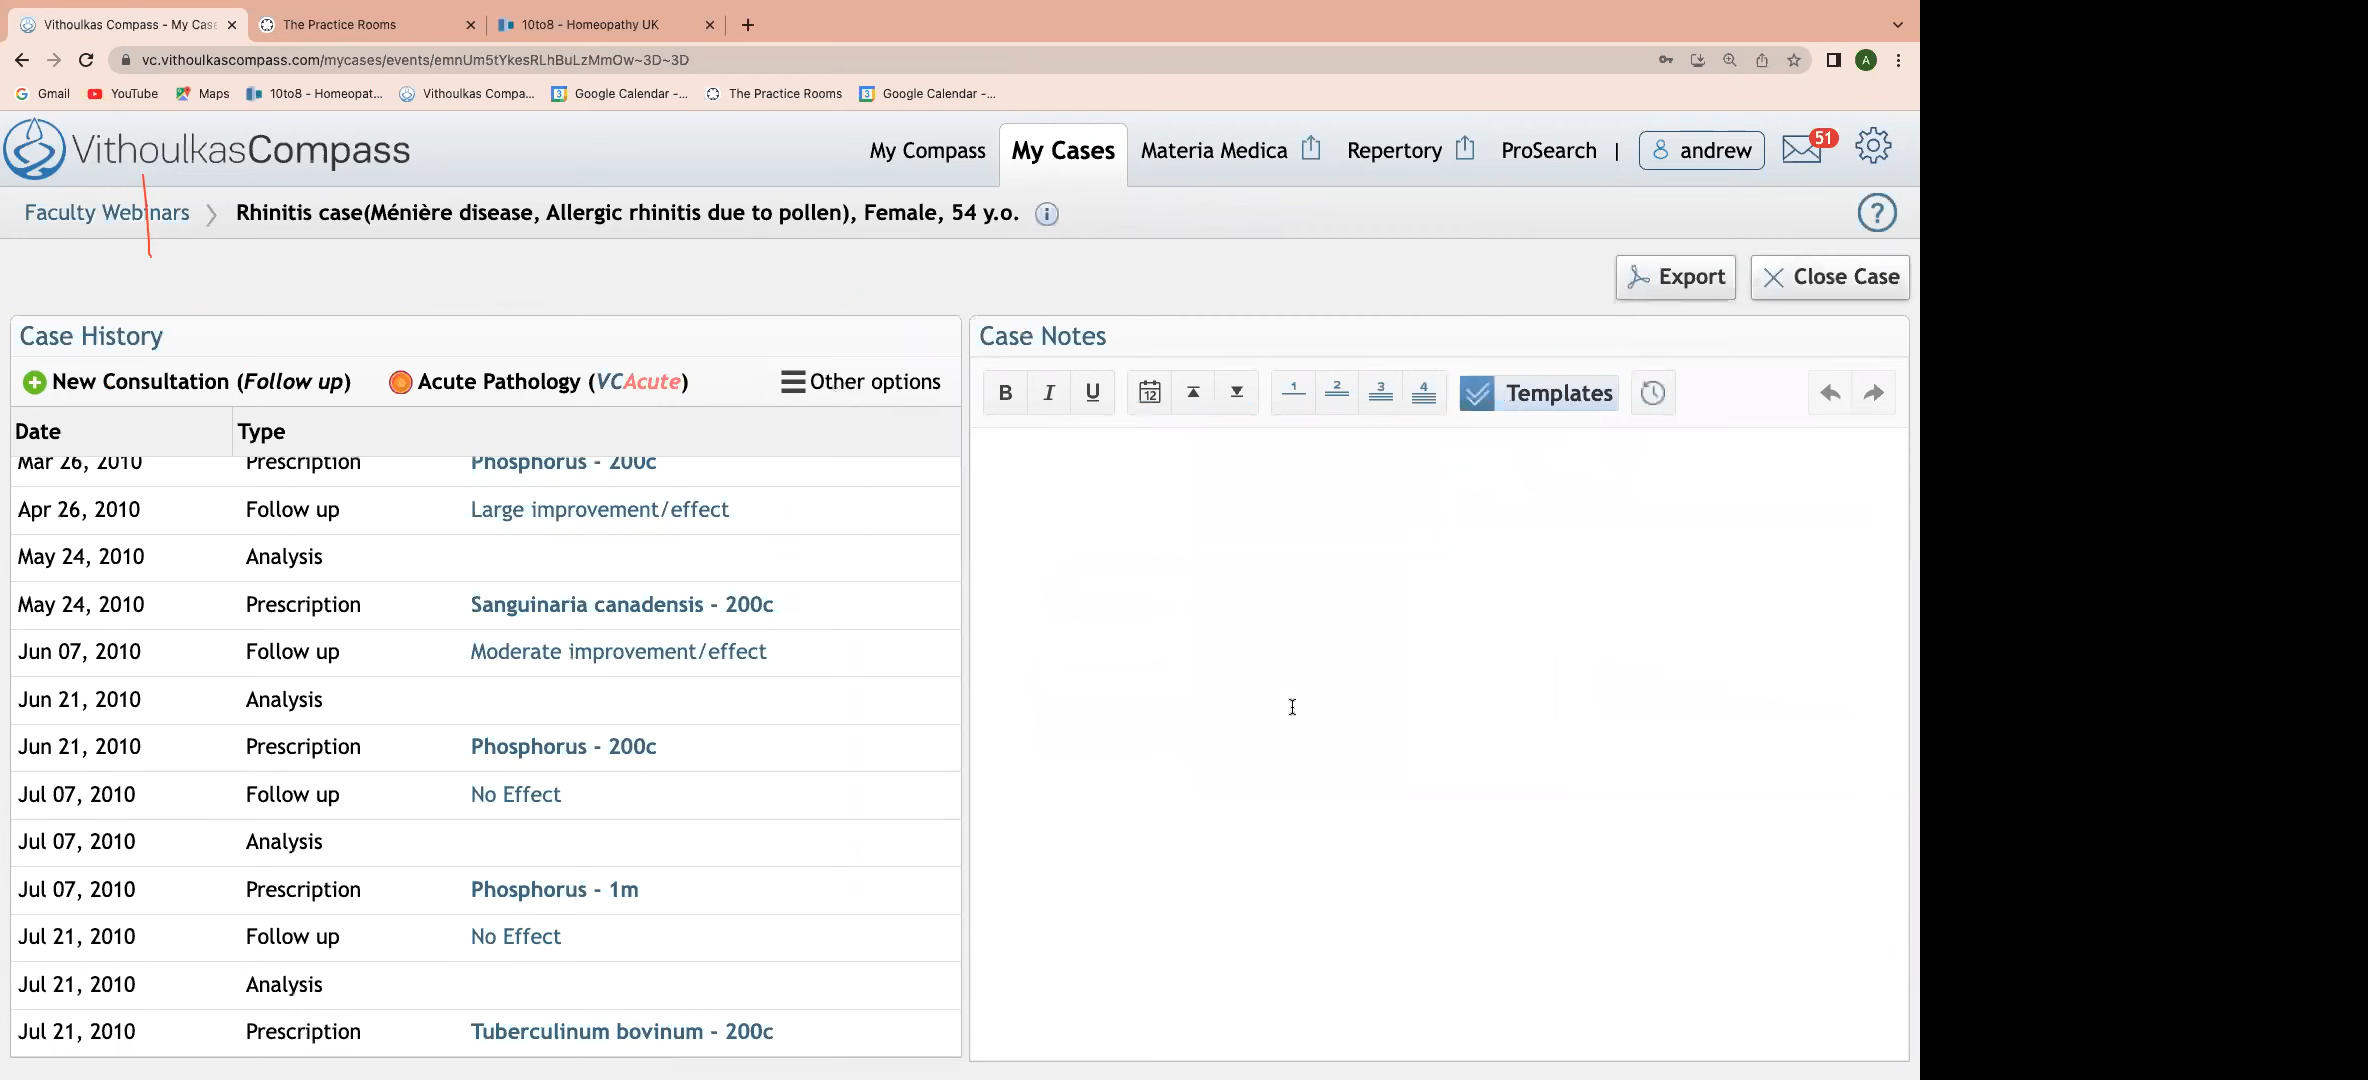 Vithoulkas Compass - My Case
The Practice Rooms
10to8 - Homeopathy UK
vc.vithoulkascompass.com/mycases/events/emnUm5tYkesRLhBuLzMmOw~3D~3D
A
Gmail YouTube Maps 10to8 - Homeopat... Vithoulkas Compa... Google Calendar -... The Practice Rooms Google Calendar -...
VithoulkasCompass
My Compass My Cases Materia Medica Repertory ProSearch | andrew 51
Faculty Webinars Rhinitis case(Ménière disease, Allergic rhinitis due to pollen), Female, 54 y.o. i ?
Export Close Case
Case History
New Consultation (Follow up) Acute Pathology (VCAcute) Other options
Date Type
Mar 26, 2010 Prescription Phosphorus - 200c
Apr 26, 2010 Follow up Large improvement/effect
May 24, 2010 Analysis
May 24, 2010 Prescription Sanguinaria canadensis - 200c
Jun 07, 2010 Follow up Moderate improvement/effect
Jun 21, 2010 Analysis
Jun 21, 2010 Prescription Phosphorus - 200c
Jul 07, 2010 Follow up No Effect
Jul 07, 2010 Analysis
Jul 07, 2010 Prescription Phosphorus - 1m
Jul 21, 2010 Follow up No Effect
Jul 21, 2010 Analysis
Jul 21, 2010 Prescription Tuberculinum bovinum - 200c
Case Notes
B I U 12 1 2 3 4 Templates